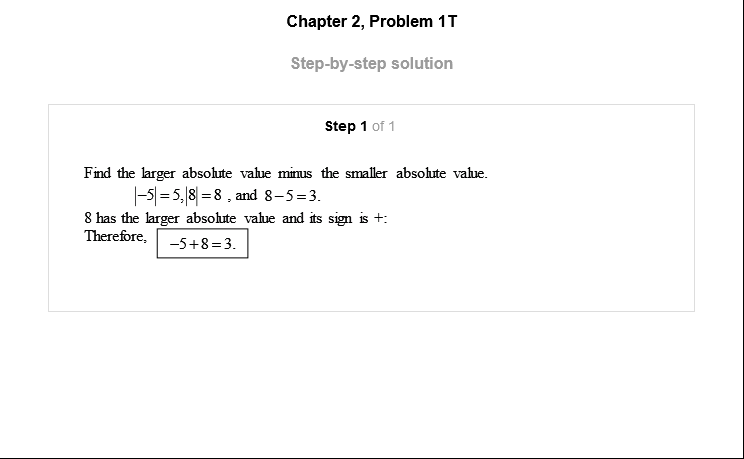 Chapter 2, Problem 1T
Step-by-step solution
Step 1 of 1
Find the larger absolute value minus the smaller absolute value.
|−5|=5,|8|=8 , and 8−5=3.
8 has the larger absolute value and its sign is +:
Therefore, −5+8=3.